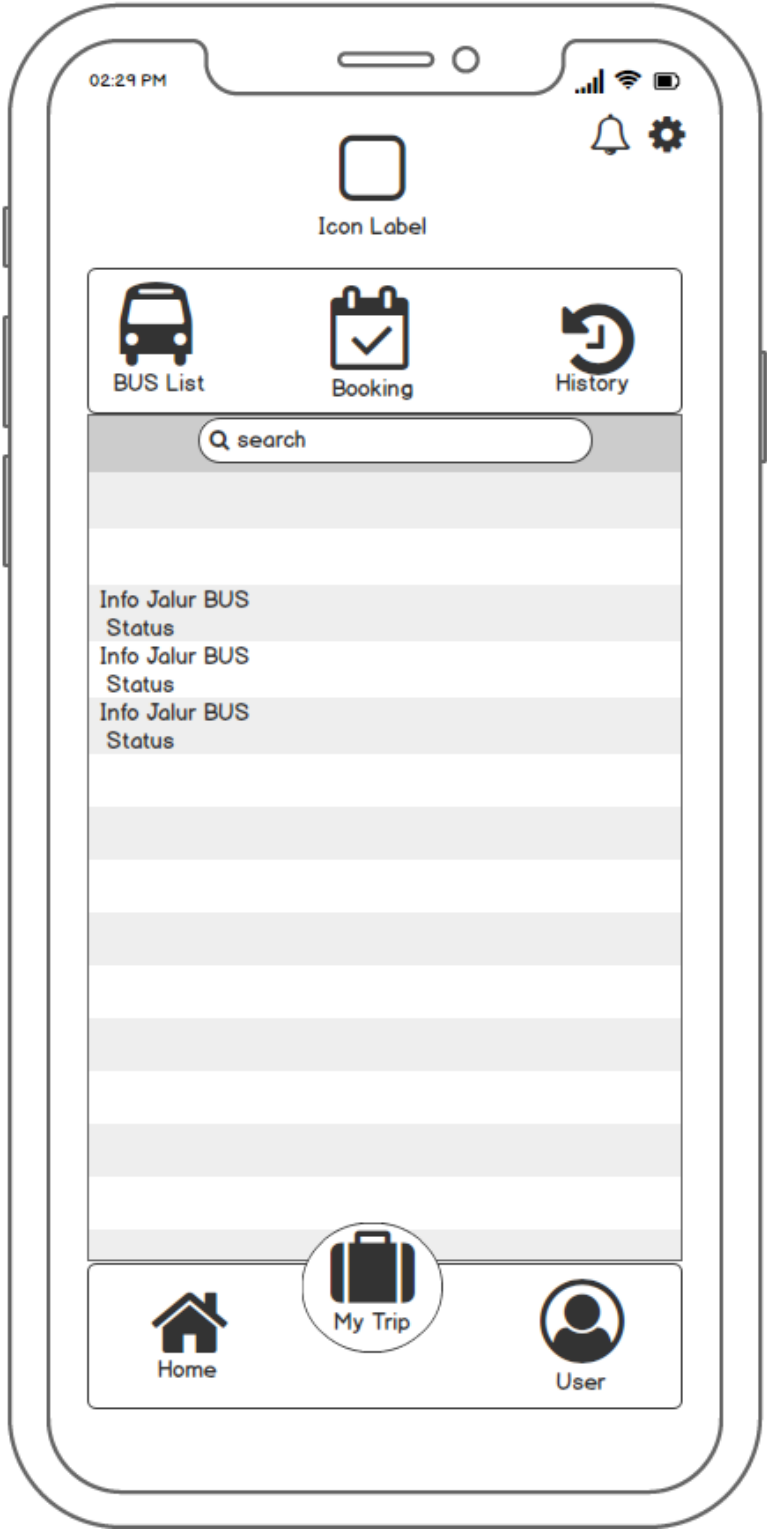 02:29 PM
Icon Label
BUS List
Booking
History
search
Info Jalur BUS
Status
Info Jalur BUS
Status
Info Jalur BUS
Status
My Trip
Home
User